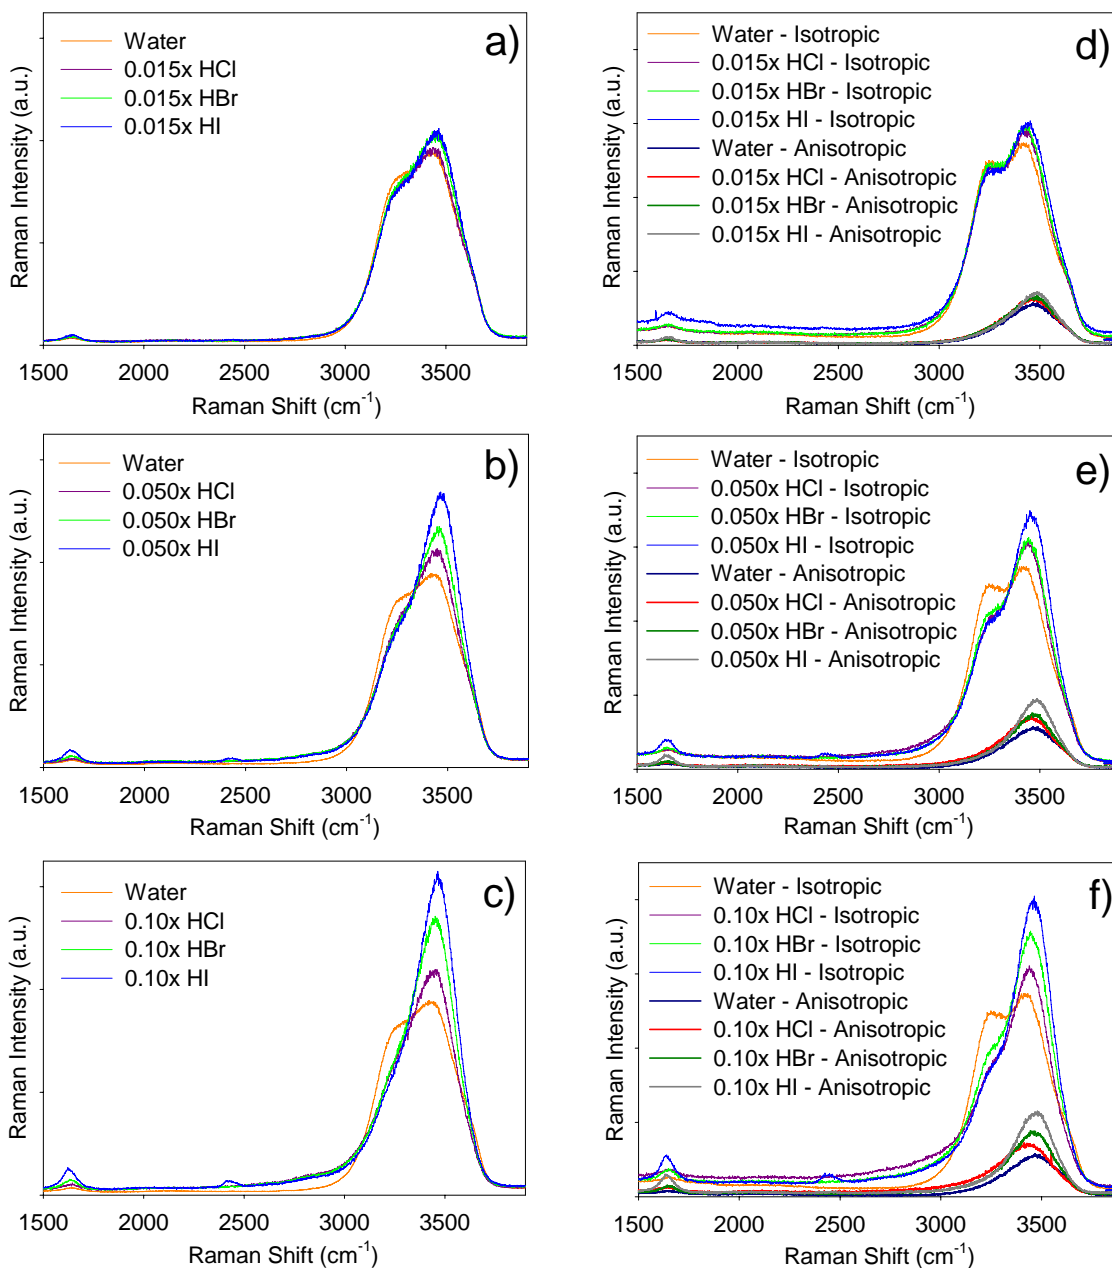 a)
Water
0.015x HCl
0.015x HBr
0.015x HI
Raman Intensity (a.u.)
1500 2000 2500 3000 3500
Raman Shift (cm-1)
d)
Water - Isotropic
0.015x HCl - Isotropic
0.015x HBr - Isotropic
0.015x HI - Isotropic
Water - Anisotropic
0.015x HCl - Anisotropic
0.015x HBr - Anisotropic
0.015x HI - Anisotropic
Raman Intensity (a.u.)
1500 2000 2500 3000 3500
Raman Shift (cm-1)
b)
Water
0.050x HCl
0.050x HBr
0.050x HI
Raman Intensity (a.u.)
1500 2000 2500 3000 3500
Raman Shift (cm-1)
e)
Water - Isotropic
0.050x HCl - Isotropic
0.050x HBr - Isotropic
0.050x HI - Isotropic
Water - Anisotropic
0.050x HCl - Anisotropic
0.050x HBr - Anisotropic
0.050x HI - Anisotropic
Raman Intensity (a.u.)
1500 2000 2500 3000 3500
Raman Shift (cm-1)
c)
Water
0.10x HCl
0.10x HBr
0.10x HI
Raman Intensity (a.u.)
1500 2000 2500 3000 3500
Raman Shift (cm-1)
f)
Water - Isotropic
0.10x HCl - Isotropic
0.10x HBr - Isotropic
0.10x HI - Isotropic
Water - Anisotropic
0.10x HCl - Anisotropic
0.10x HBr - Anisotropic
0.10x HI - Anisotropic
Raman Intensity (a.u.)
1500 2000 2500 3000 3500
Raman Shift (cm-1)